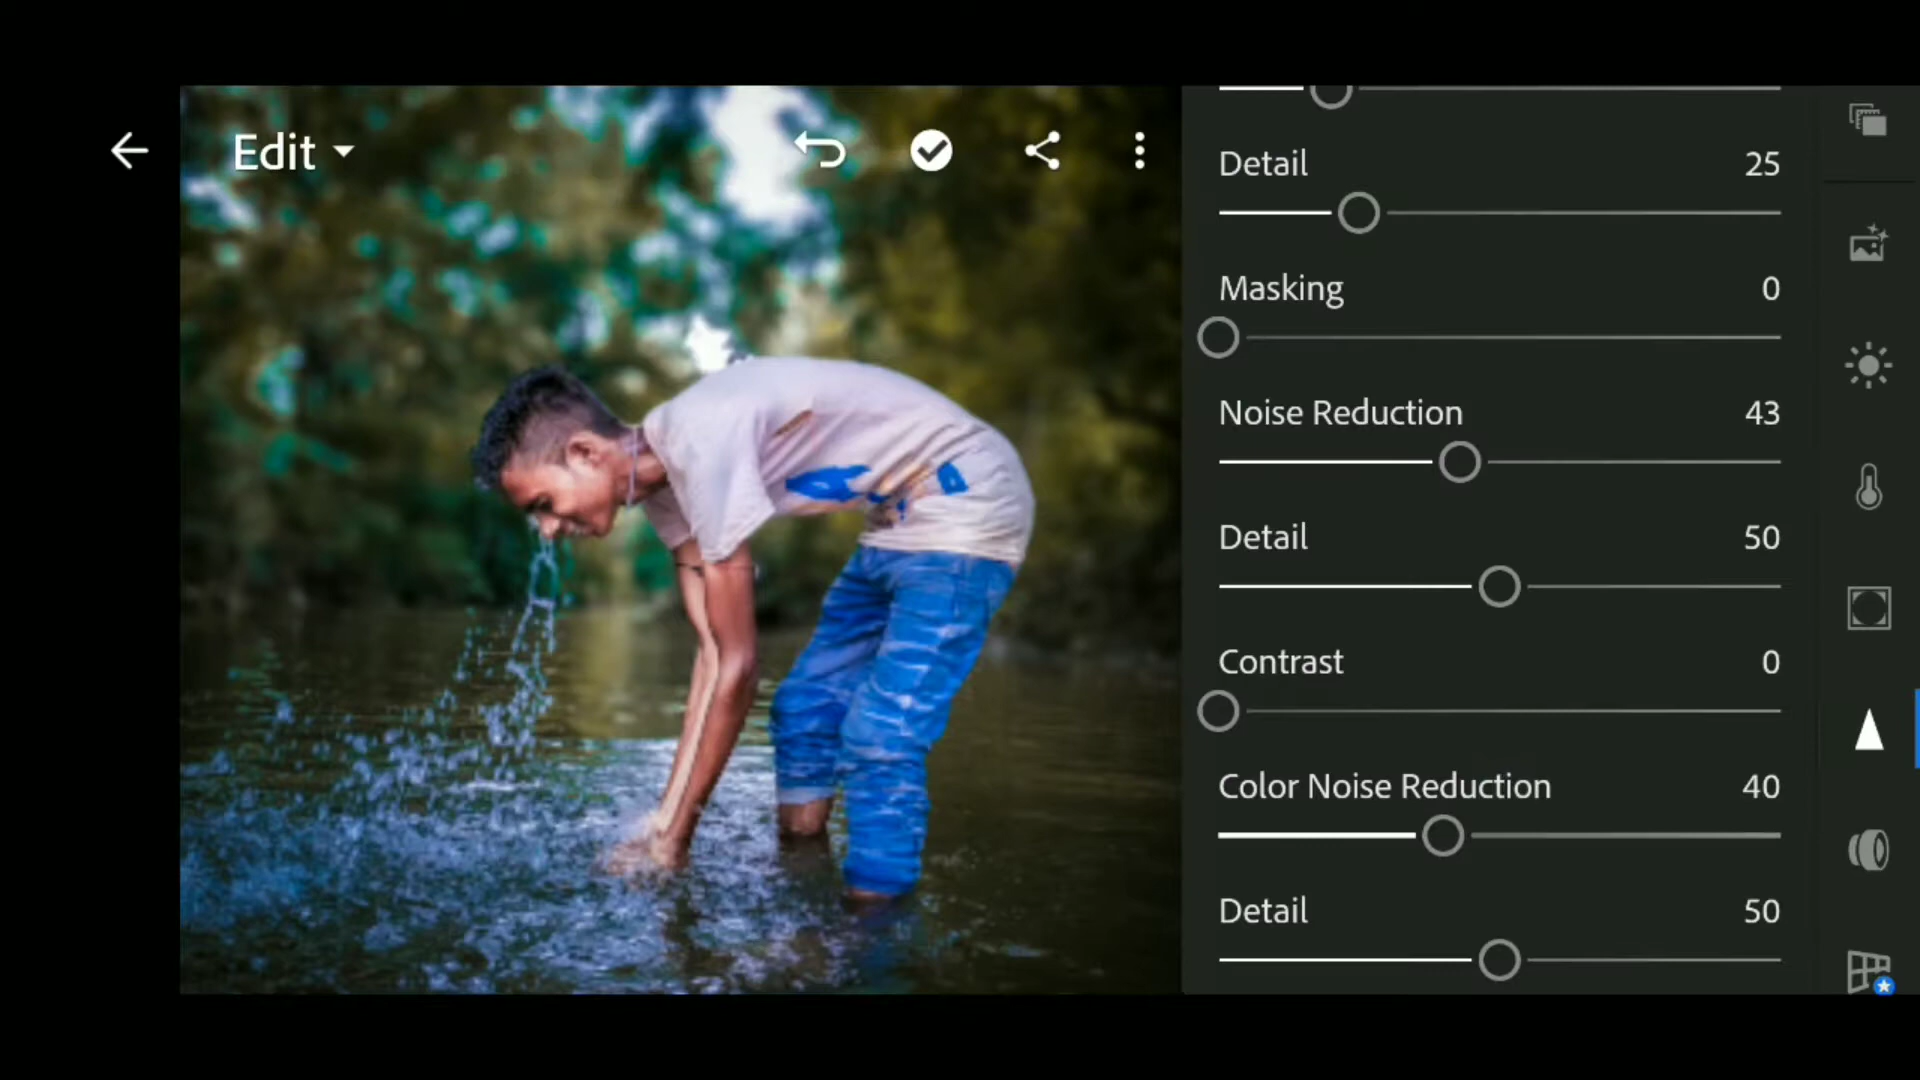 Edit
Detail 25
Masking 0
Noise Reduction 43
Detail 50
Contrast 0
Color Noise Reduction 40
Detail 50